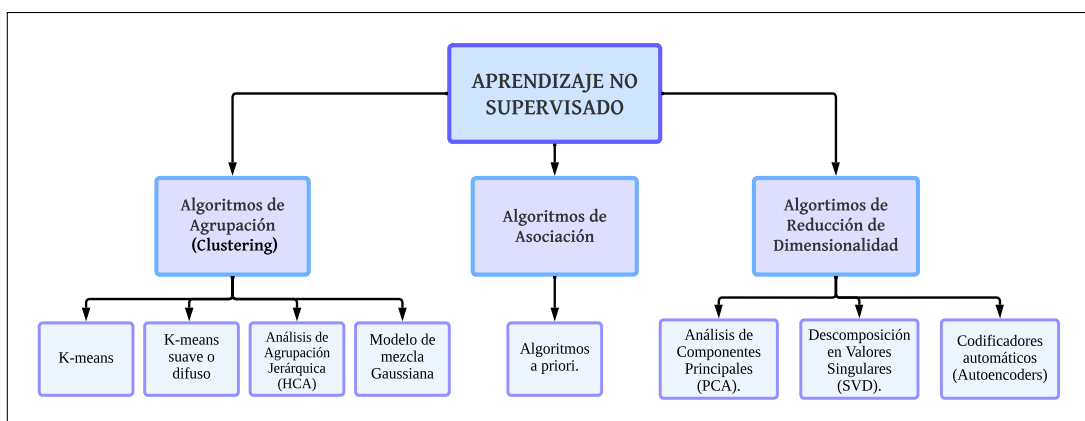 APRENDIZAJE NO
SUPERVISADO
Algoritmos de
Agrupación
(Clustering)
Algoritmos de
Asociación
Algortimos de
Reducción de
Dimensionalidad
K-means
K-means
suave o
difuso
Análisis de
Agrupación
Jerárquica
(HCA)
Modelo de
mezcla
Gaussiana
Algoritmos
a priori.
Análisis de
Componentes
Principales
(PCA).
Descomposición
en Valores
Singulares
(SVD).
Codificadores
automáticos
(Autoencoders)